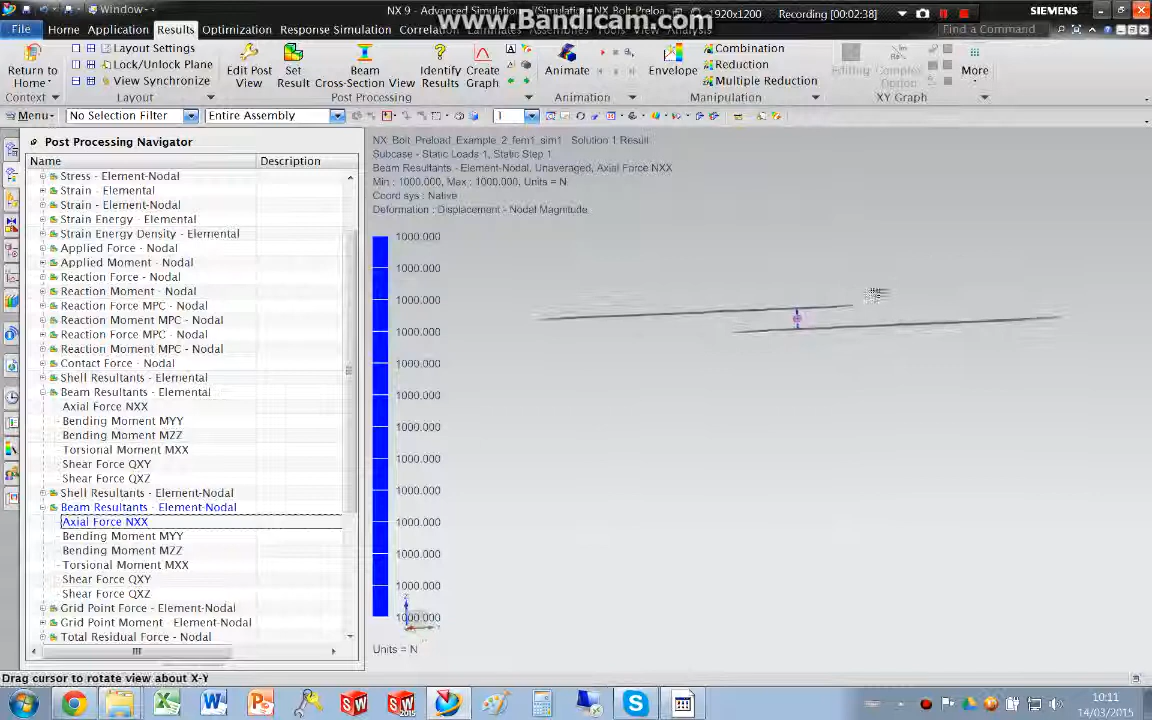 Window
NX 9 - Advanced Simulation
NX_Bolt_Prelo
www.Bandicam.com
1920x1200
Recording [00:02:38]
SIEMENS
File
Home
Application
Results
Optimization
Response Simulation
Correlation
Laminates
Assemblies
Tools
View
Analysis
Find a Command
Layout Settings
Lock/Unlock Plane
View Synchronize
Return to
Home
Edit Post
View
Set
Result
Beam
Cross-Section View
Identify
Results
Create
Graph
Animate
Envelope
Combination
Reduction
Multiple Reduction
Editing
Complex
Option
More
Context
Layout
Post Processing
Animation
Manipulation
XY Graph
Menu
No Selection Filter
Entire Assembly
1
Post Processing Navigator
Name
Description
Stress - Element-Nodal
Strain - Elemental
Strain - Element-Nodal
Strain Energy - Elemental
Strain Energy Density - Elemental
Applied Force - Nodal
Applied Moment - Nodal
Reaction Force - Nodal
Reaction Moment - Nodal
Reaction Force MPC - Nodal
Reaction Moment MPC - Nodal
Reaction Force MPC - Nodal
Reaction Moment MPC - Nodal
Contact Force - Nodal
Shell Resultants - Elemental
Beam Resultants - Elemental
Axial Force NXX
Bending Moment MYY
Bending Moment MZZ
Torsional Moment MXX
Shear Force QXY
Shear Force QXZ
Shell Resultants - Element-Nodal
Beam Resultants - Element-Nodal
Axial Force NXX
Bending Moment MYY
Bending Moment MZZ
Torsional Moment MXX
Shear Force QXY
Shear Force QXZ
Grid Point Force - Element-Nodal
Grid Point Moment - Element-Nodal
Total Residual Force - Nodal
NX_Bolt_Preload_Example_2_fem1_sim1 Solution 1 Result
Subcase - Static Loads 1, Static Step 1
Beam Resultants - Element-Nodal, Unaveraged, Axial Force NXX
Min : 1000.000, Max : 1000.000, Units = N
Coord sys : Native
Deformation : Displacement - Nodal Magnitude
1000.000
1000.000
1000.000
1000.000
1000.000
1000.000
1000.000
1000.000
1000.000
1000.000
1000.000
1000.000
1000.000
Units = N
Drag cursor to rotate view about X-Y
10:11
14/03/2015